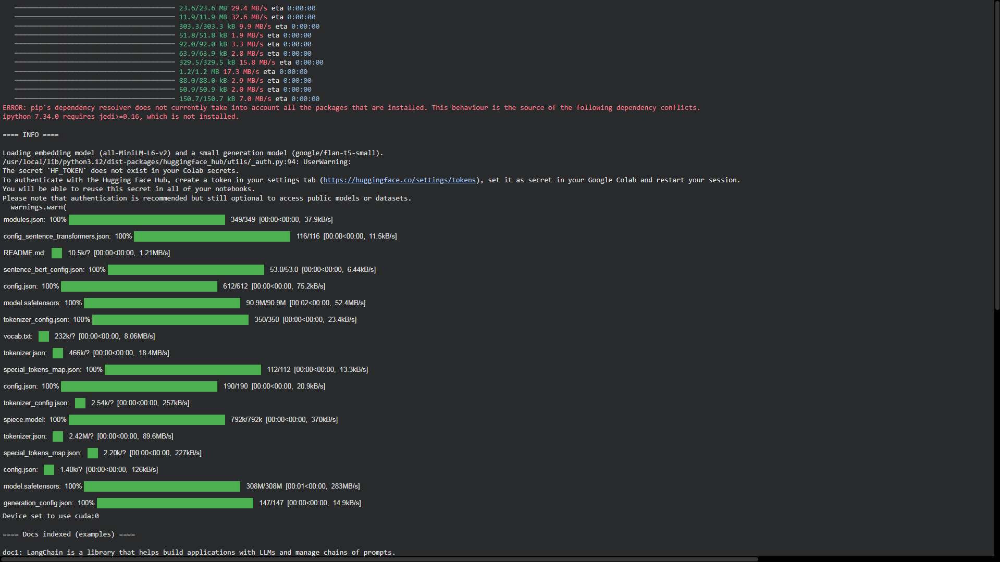 23.6/23.6 MB 29.4 MB/s eta 0:00:00
11.9/11.9 MB 32.6 MB/s eta 0:00:00
303.3/303.3 kB 9.9 MB/s eta 0:00:00
51.8/51.8 kB 1.9 MB/s eta 0:00:00
92.0/92.0 kB 3.3 MB/s eta 0:00:00
63.9/63.9 kB 2.8 MB/s eta 0:00:00
329.5/329.5 kB 15.8 MB/s eta 0:00:00
1.2/1.2 MB 17.3 MB/s eta 0:00:00
88.0/88.0 kB 2.9 MB/s eta 0:00:00
50.9/50.9 kB 2.0 MB/s eta 0:00:00
150.7/150.7 kB 7.0 MB/s eta 0:00:00
ERROR: pip's dependency resolver does not currently take into account all the packages that are installed. This behaviour is the source of the following dependency conflicts.
ipython 7.34.0 requires jedi>=0.16, which is not installed.
==== INFO ====
Loading embedding model (all-MiniLM-L6-v2) and a small generation model (google/flan-t5-small).
/usr/local/lib/python3.12/dist-packages/huggingface_hub/utils/_auth.py:94: UserWarning:
The secret `HF_TOKEN` does not exist in your Colab secrets.
To authenticate with the Hugging Face Hub, create a token in your settings tab (https://huggingface.co/settings/tokens), set it as secret in your Google Colab and restart your session.
You will be able to reuse this secret in all of your notebooks.
Please note that authentication is recommended but still optional to access public models or datasets.
warnings.warn(
modules.json: 100% 349/349 [00:00<00:00, 37.9kB/s]
config_sentence_transformers.json: 100% 116/116 [00:00<00:00, 11.5kB/s]
README.md: 10.5k/? [00:00<00:00, 1.21MB/s]
sentence_bert_config.json: 100% 53.0/53.0 [00:00<00:00, 6.44kB/s]
config.json: 100% 612/612 [00:00<00:00, 75.2kB/s]
model.safetensors: 100% 90.9M/90.9M [00:02<00:00, 52.4MB/s]
tokenizer_config.json: 100% 350/350 [00:00<00:00, 23.4kB/s]
vocab.txt: 232k/? [00:00<00:00, 8.06MB/s]
tokenizer.json: 466k/? [00:00<00:00, 18.4MB/s]
special_tokens_map.json: 100% 112/112 [00:00<00:00, 13.3kB/s]
config.json: 100% 190/190 [00:00<00:00, 20.9kB/s]
tokenizer_config.json: 2.54k/? [00:00<00:00, 257kB/s]
spiece.model: 100% 792k/792k [00:00<00:00, 370kB/s]
tokenizer.json: 2.42M/? [00:00<00:00, 89.6MB/s]
special_tokens_map.json: 2.20k/? [00:00<00:00, 227kB/s]
config.json: 1.40k/? [00:00<00:00, 126kB/s]
model.safetensors: 100% 308M/308M [00:01<00:00, 283MB/s]
generation_config.json: 100% 147/147 [00:00<00:00, 14.9kB/s]
Device set to use cuda:0
==== Docs indexed (examples) ====
doc1: LangChain is a library that helps build applications with LLMs and manage chains of prompts.